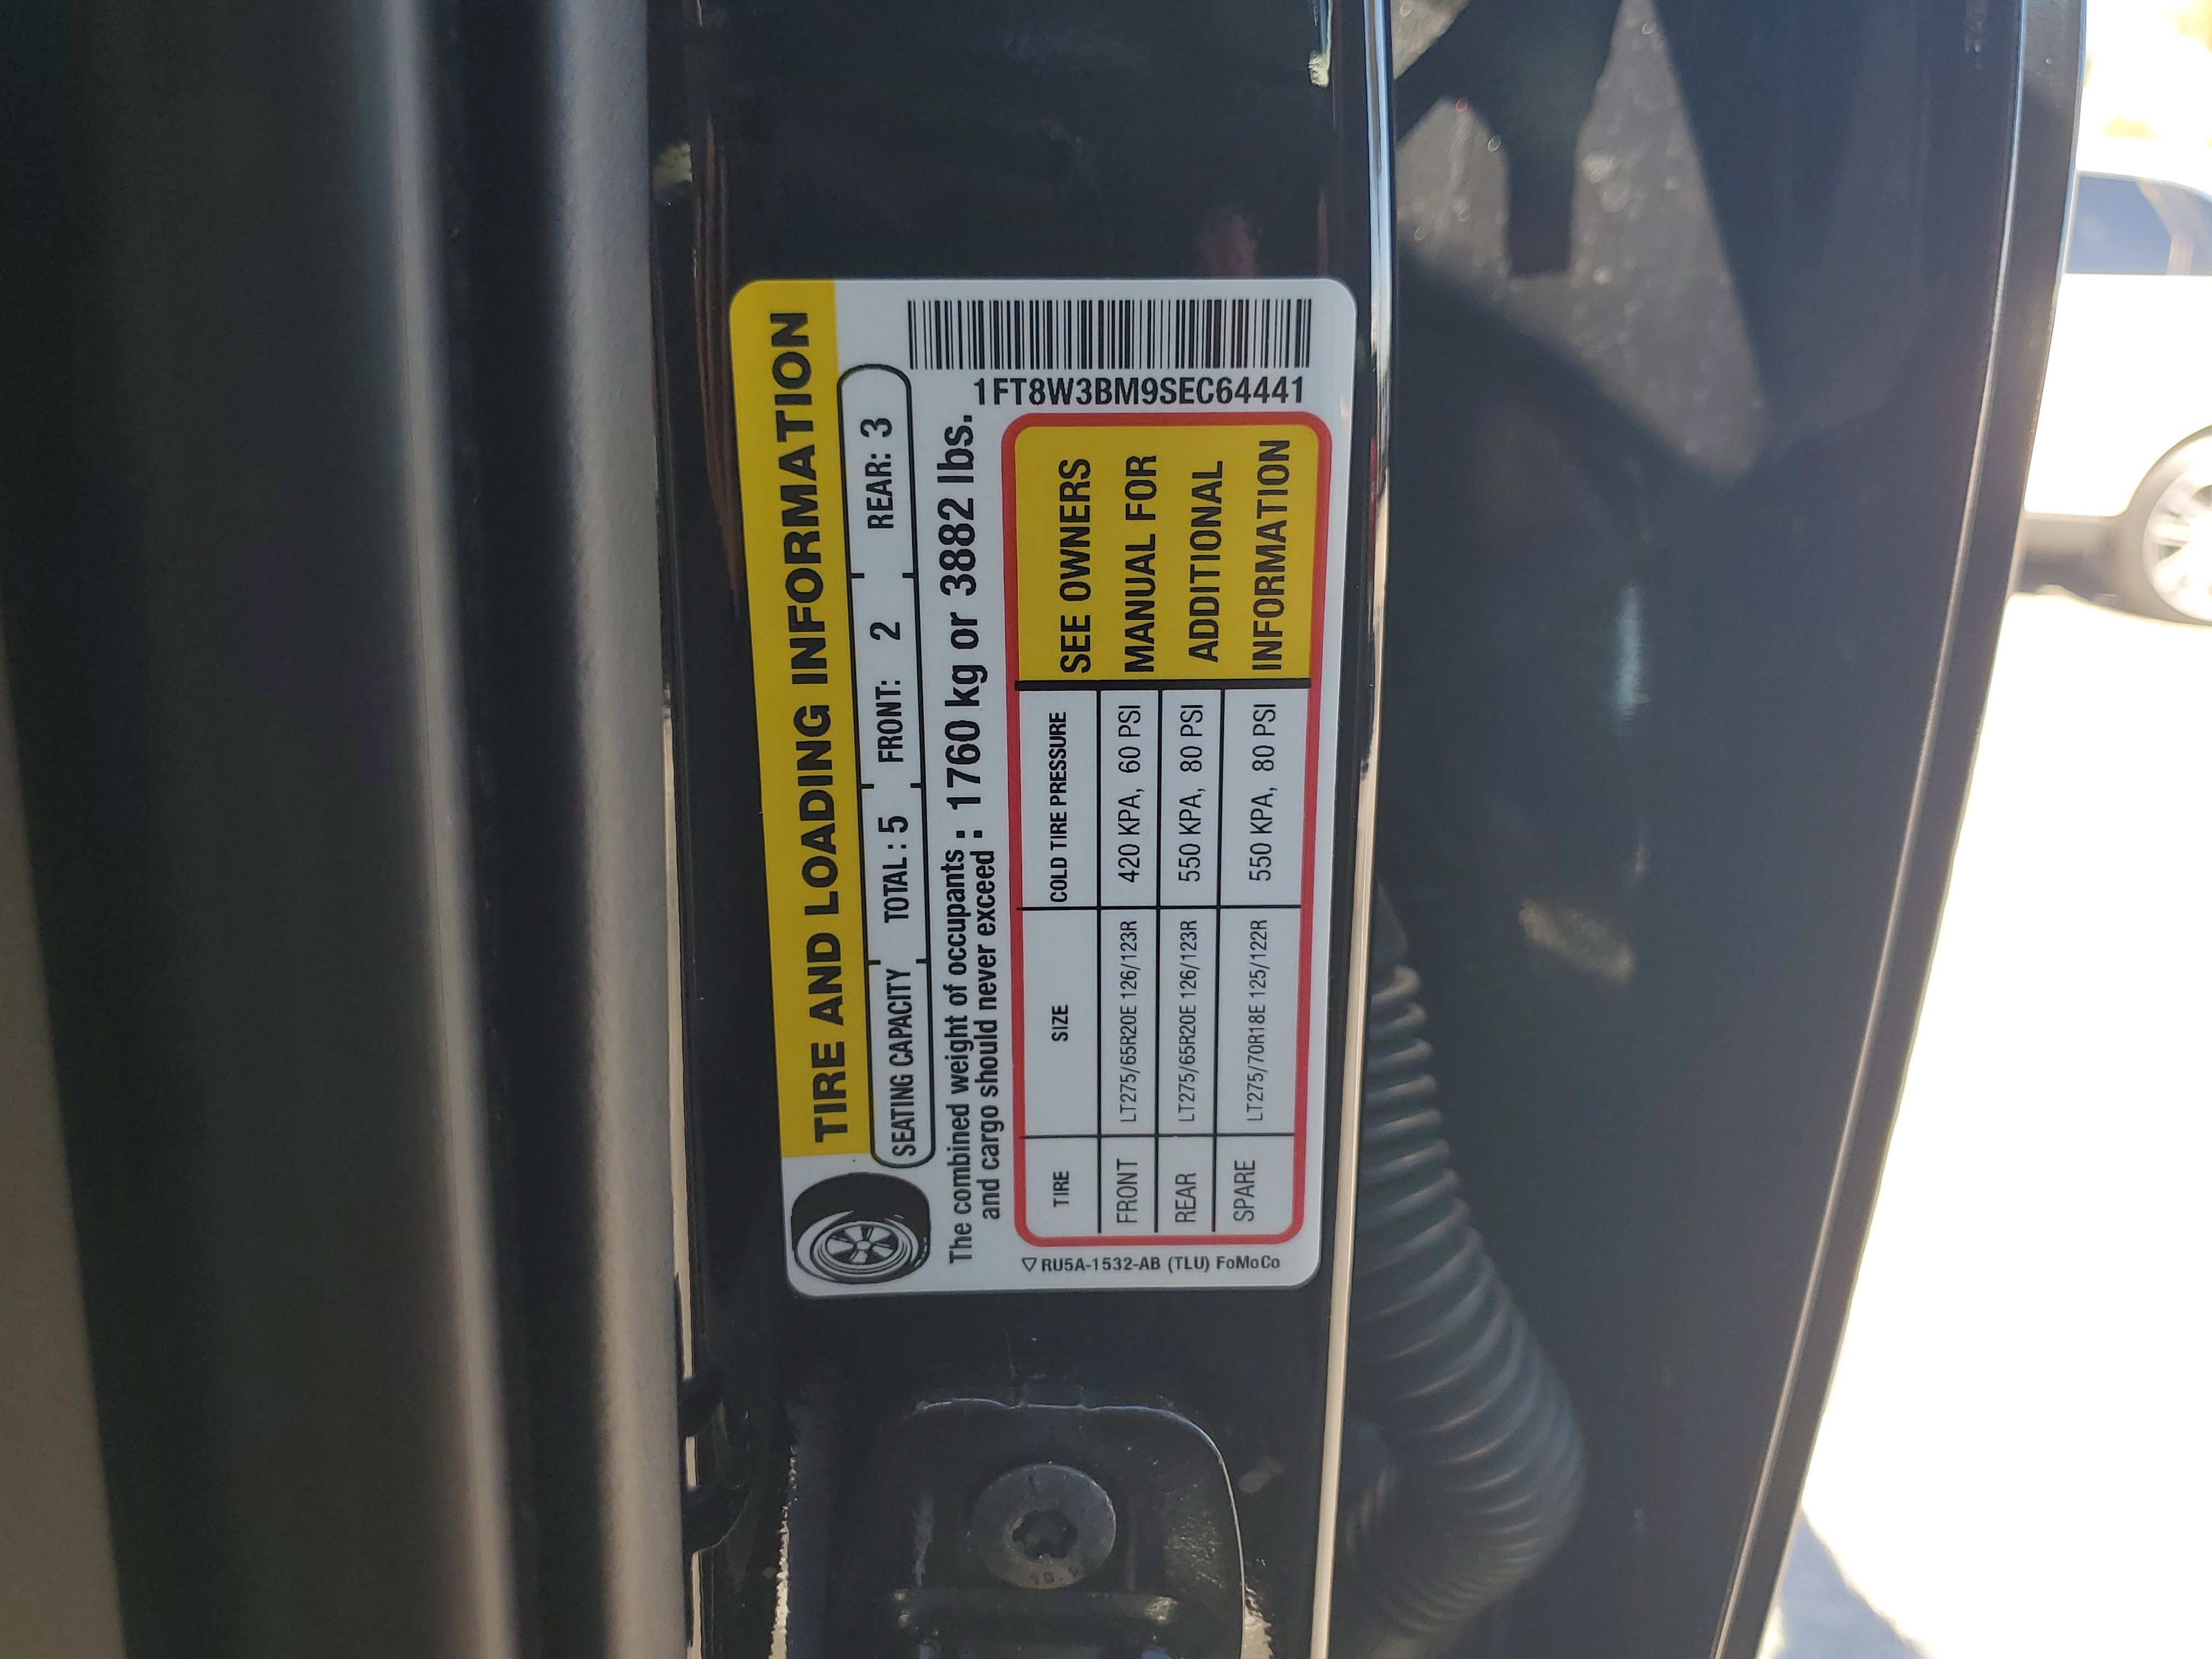 TIRE AND LOADING INFORMATION
SEATING CAPACITY TOTAL : 5 FRONT: 2 REAR: 3
The combined weight of occupants
and cargo should never exceed : 1760 kg or 3882 lbs.
1FT8W3BM9SEC64441
TIRE SIZE COLD TIRE PRESSURE
FRONT LT275/65R20E 126/123R 420 KPA, 60 PSI
REAR LT275/65R20E 126/123R 550 KPA, 80 PSI
SPARE LT275/70R18E 125/122R 550 KPA, 80 PSI
SEE OWNERS
MANUAL FOR
ADDITIONAL
INFORMATION
RU5A-1532-AB (TLU) FoMoCo